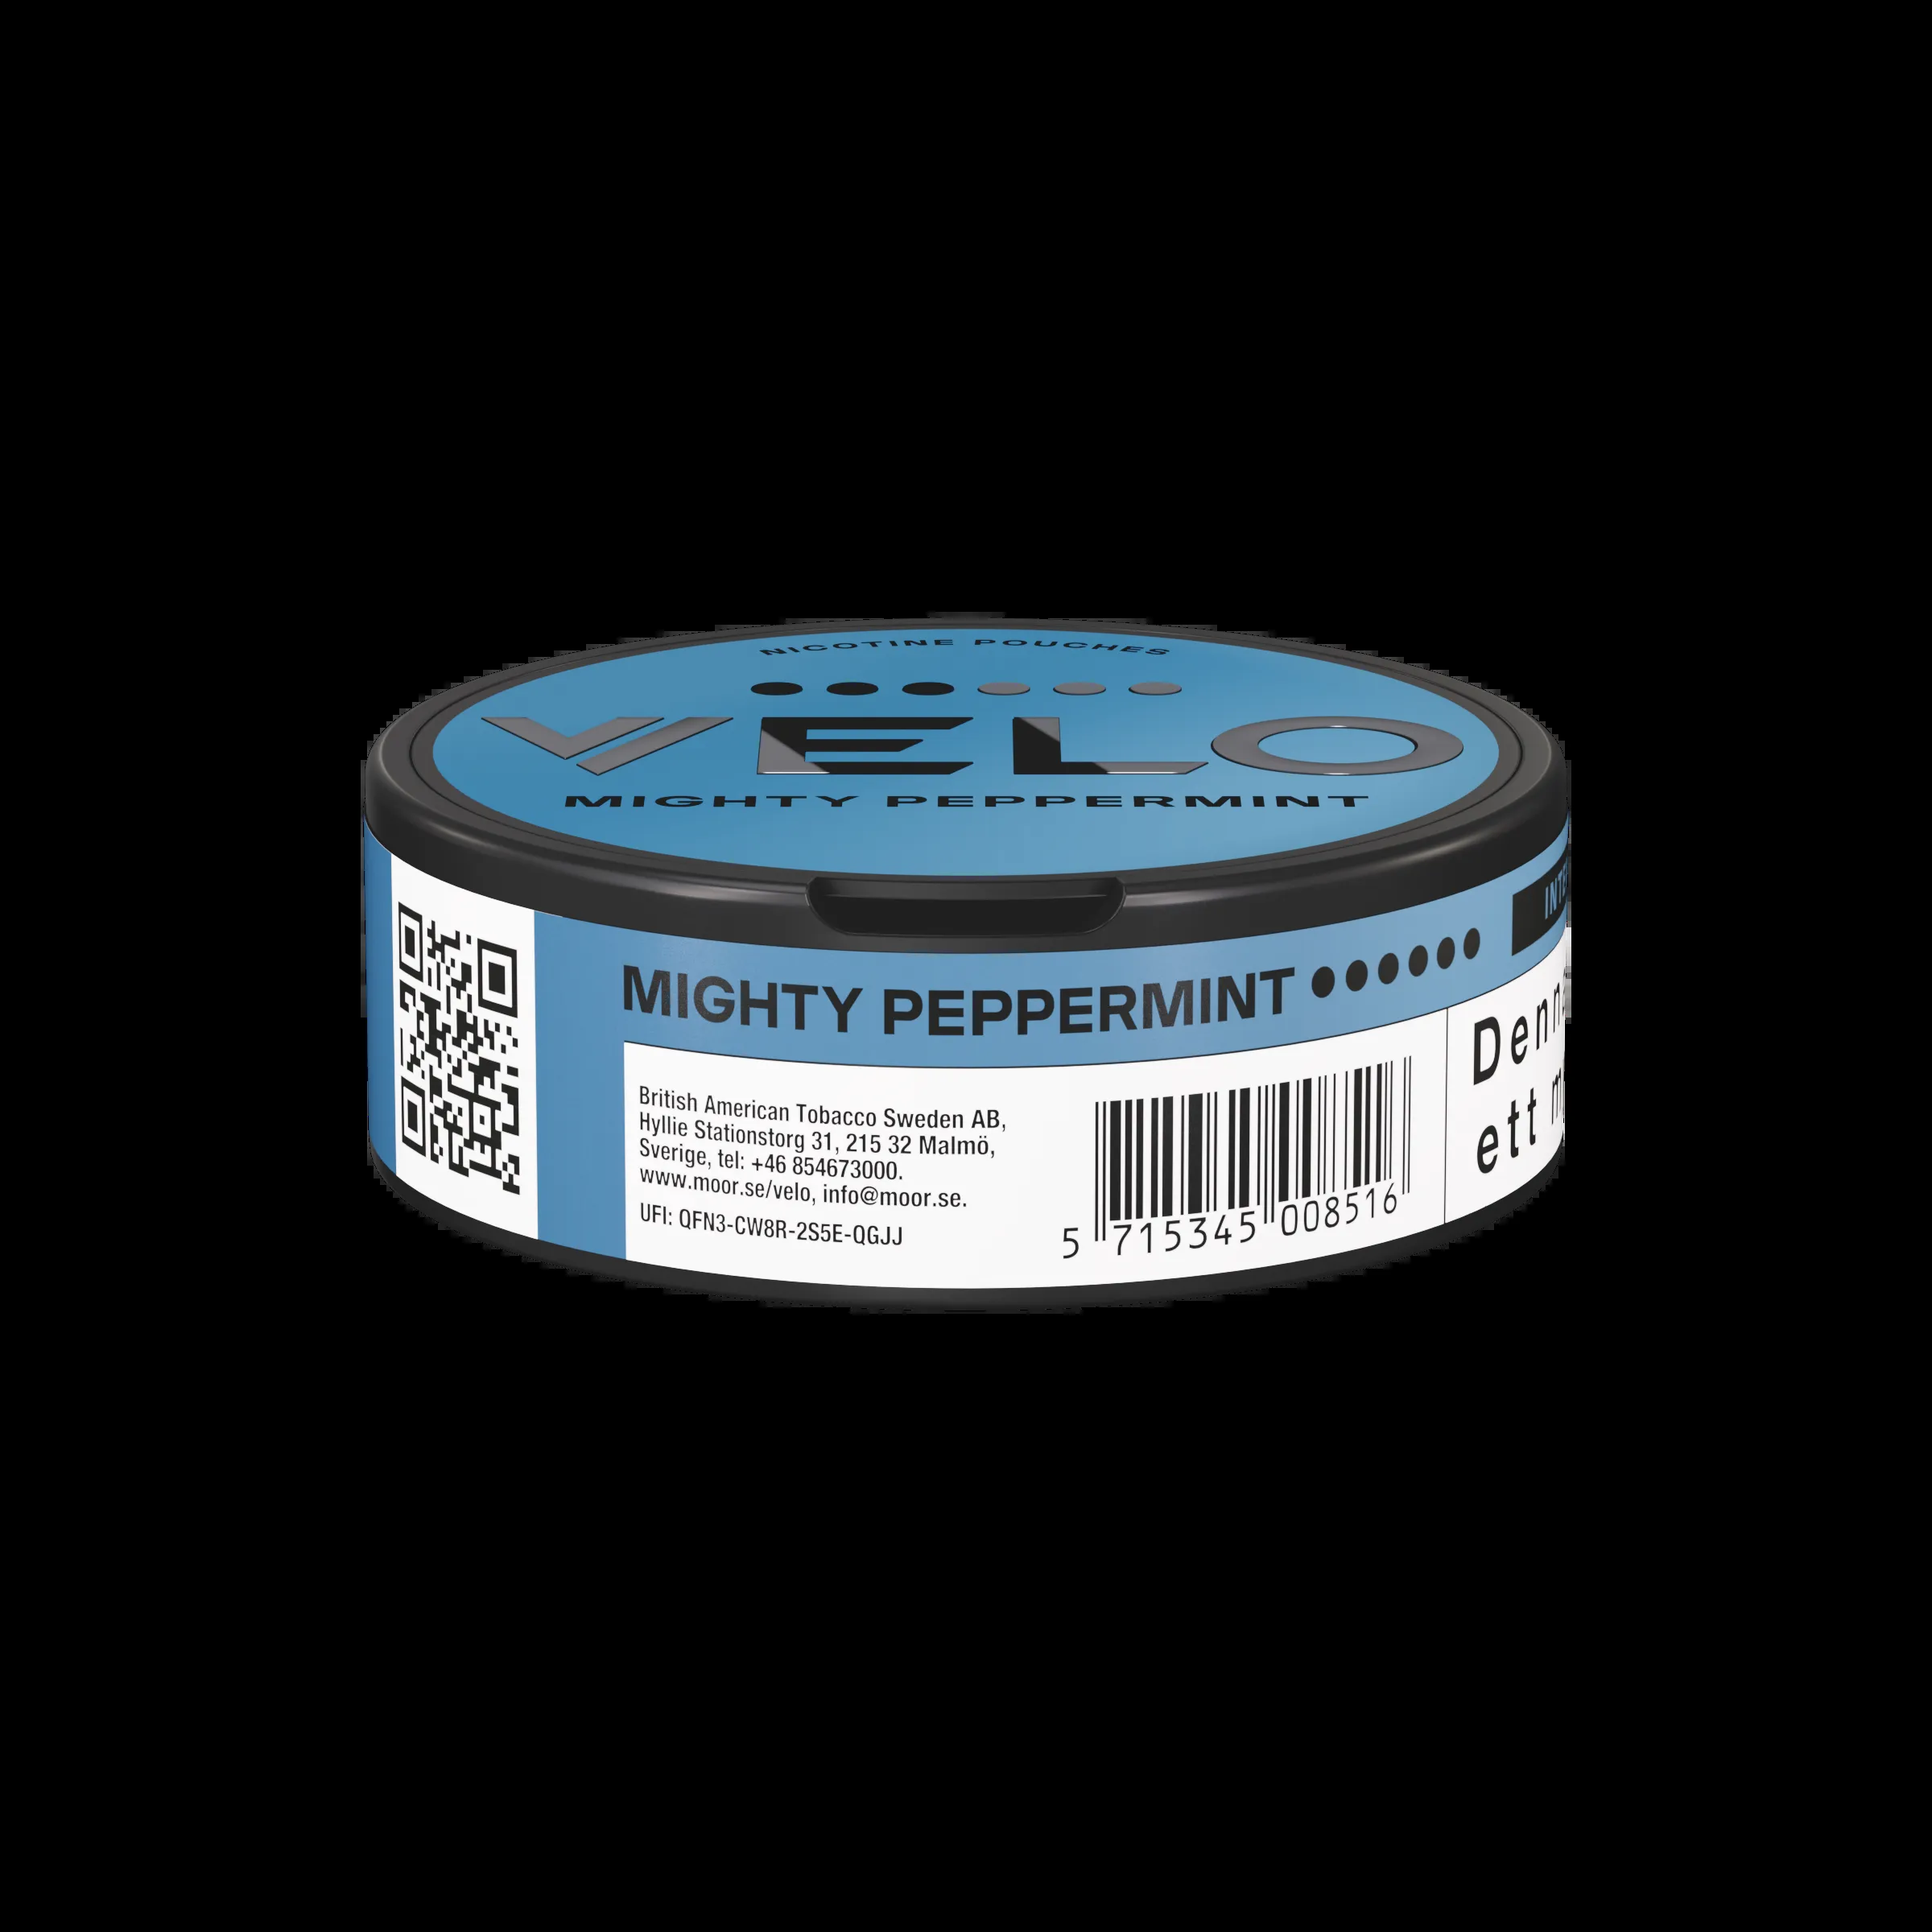 NICOTINE POUCHES
VELO
MIGHTY PEPPERMINT
MIGHTY PEPPERMINT
British American Tobacco Sweden AB,
Hyllie Stationstorg 31, 215 32 Malmö,
Sverige, tel: +46 854673000.
www.moor.se/velo, info@moor.se.
UFI: QFN3-CW8R-2S5E-QGJJ
5 715345 008516
ett